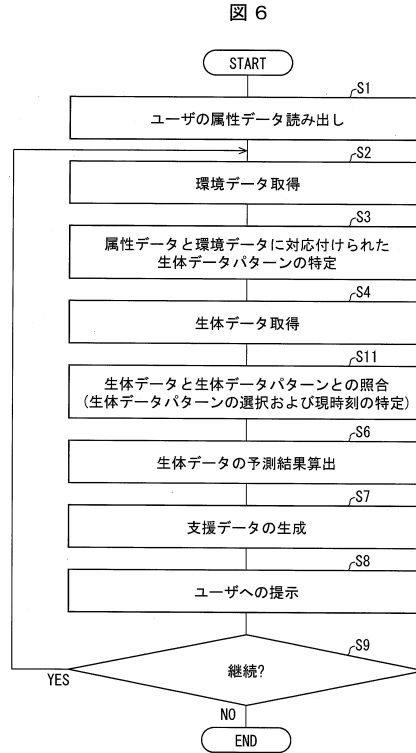 図 6
START
S1
ユーザの属性データ読み出し
S2
環境データ取得
S3
属性データと環境データに対応付けられた
生体データパターンの特定
S4
生体データ取得
S11
生体データと生体データパターンとの照合
(生体データパターンの選択および現時刻の特定)
S6
生体データの予測結果算出
S7
支援データの生成
S8
ユーザへの提示
S9
継続?
YES
NO
END